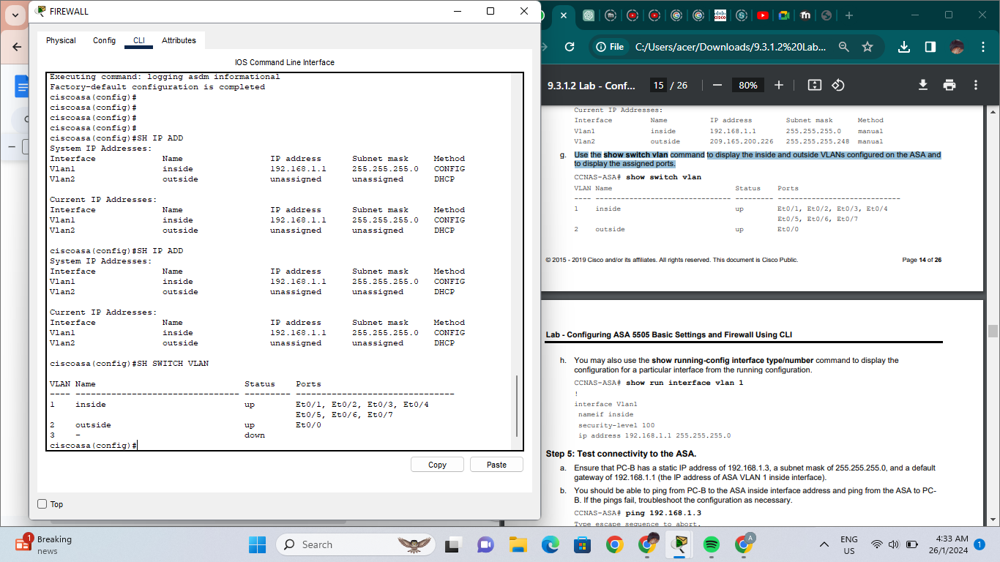 FIREWALL
Physical Config CLI Attributes
IOS Command Line Interface
Executing command: logging asdm informational
Factory-default configuration is completed
ciscoasa(config)#
ciscoasa(config)#
ciscoasa(config)#
ciscoasa(config)#
ciscoasa(config)#SH IP ADD
System IP Addresses:
Interface Name IP address Subnet mask Method
Vlan1 inside 192.168.1.1 255.255.255.0 CONFIG
Vlan2 outside unassigned unassigned DHCP
Current IP Addresses:
Interface Name IP address Subnet mask Method
Vlan1 inside 192.168.1.1 255.255.255.0 CONFIG
Vlan2 outside unassigned unassigned DHCP
ciscoasa(config)#SH IP ADD
System IP Addresses:
Interface Name IP address Subnet mask Method
Vlan1 inside 192.168.1.1 255.255.255.0 CONFIG
Vlan2 outside unassigned unassigned DHCP
Current IP Addresses:
Interface Name IP address Subnet mask Method
Vlan1 inside 192.168.1.1 255.255.255.0 CONFIG
Vlan2 outside unassigned unassigned DHCP
ciscoasa(config)#SH SWITCH VLAN
VLAN Name Status Ports
---- -------------------------------- --------- -------------------------------
1 inside up Et0/1, Et0/2, Et0/3, Et0/4
Et0/5, Et0/6, Et0/7
2 outside up Et0/0
3 - down
ciscoasa(config)#
Copy Paste
Top
File C:/Users/acer/Downloads/9.3.1.2%20Lab...
9.3.1.2 Lab - Conf... 15 / 26 80%
Current IP Addresses:
Interface Name IP address Subnet mask Method
Vlan1 inside 192.168.1.1 255.255.255.0 manual
Vlan2 outside 209.165.200.226 255.255.255.248 manual
g. Use the show switch vlan command to display the inside and outside VLANs configured on the ASA and
to display the assigned ports.
CCNAS-ASA# show switch vlan
VLAN Name Status Ports
---- -------------------------------- --------- -----------------------------
1 inside up Et0/1, Et0/2, Et0/3, Et0/4
Et0/5, Et0/6, Et0/7
2 outside up Et0/0
© 2015 - 2019 Cisco and/or its affiliates. All rights reserved. This document is Cisco Public. Page 14 of 26
Lab - Configuring ASA 5505 Basic Settings and Firewall Using CLI
h. You may also use the show running-config interface type/number command to display the
configuration for a particular interface from the running configuration.
CCNAS-ASA# show run interface vlan 1
!
interface Vlan1
nameif inside
security-level 100
ip address 192.168.1.1 255.255.255.0
Step 5: Test connectivity to the ASA.
a. Ensure that PC-B has a static IP address of 192.168.1.3, a subnet mask of 255.255.255.0, and a default
gateway of 192.168.1.1 (the IP address of ASA VLAN 1 inside interface).
b. You should be able to ping from PC-B to the ASA inside interface address and ping from the ASA to PC-
B. If the pings fail, troubleshoot the configuration as necessary.
CCNAS-ASA# ping 192.168.1.3
Type escape sequence to abort.
1
Breaking
news
Search
A
ENG
US
4:33 AM
26/1/2024
1